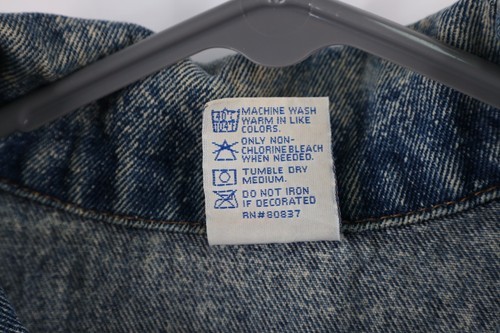 MACHINE WASH
WARM IN LIKE
COLORS.
ONLY NON-
CHLORINE BLEACH
WHEN NEEDED.
TUMBLE DRY
MEDIUM.
DO NOT IRON
IF DECORATED
RN#80837